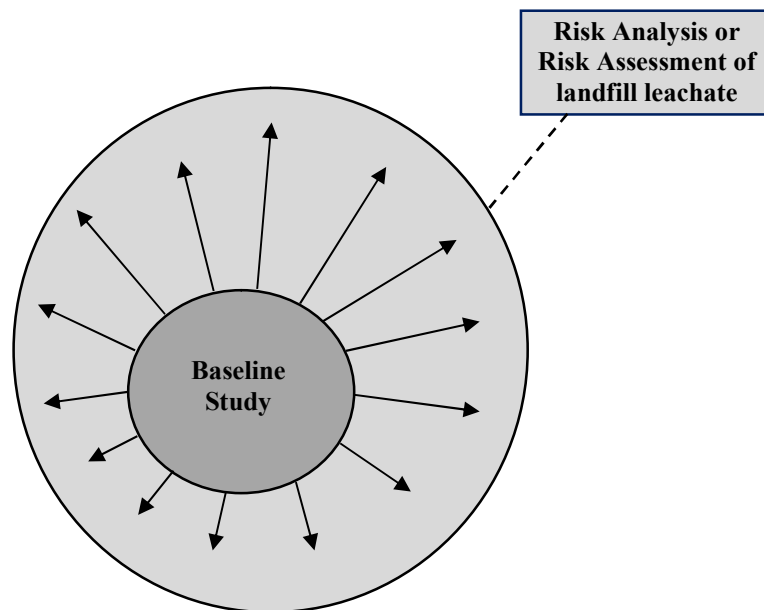 Risk Analysis or
Risk Assessment of
landfill leachate
Baseline
Study